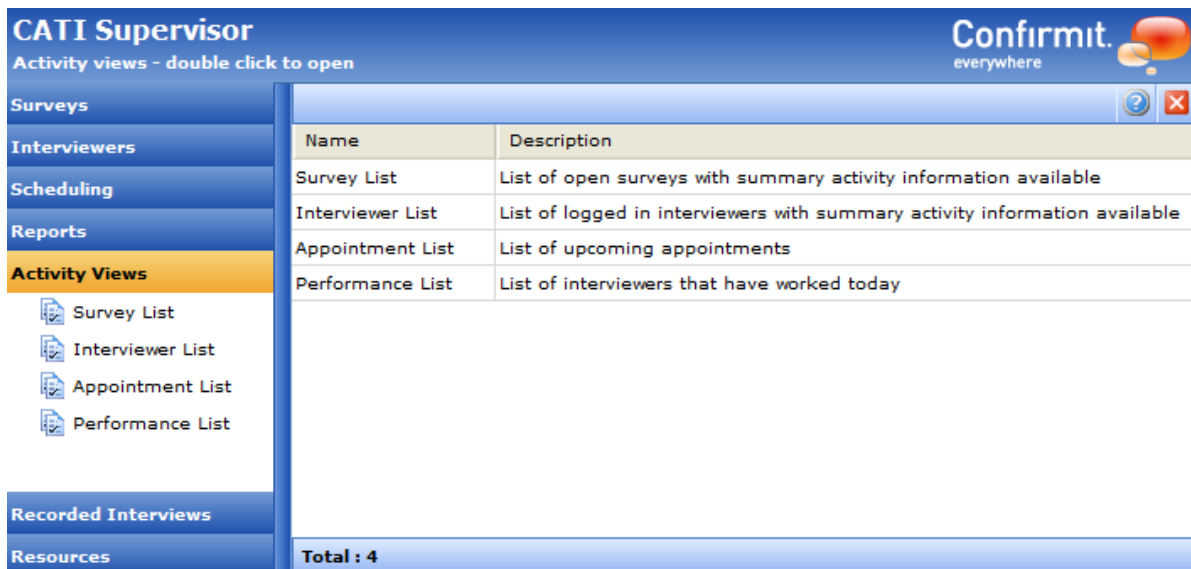 CATI Supervisor
Activity views - double click to open
Confirmit.
everywhere
Surveys
Interviewers
Scheduling
Reports
Activity Views
Survey List
Interviewer List
Appointment List
Performance List
Recorded Interviews
Resources
Name Description
Survey List List of open surveys with summary activity information available
Interviewer List List of logged in interviewers with summary activity information available
Appointment List List of upcoming appointments
Performance List List of interviewers that have worked today
Total : 4